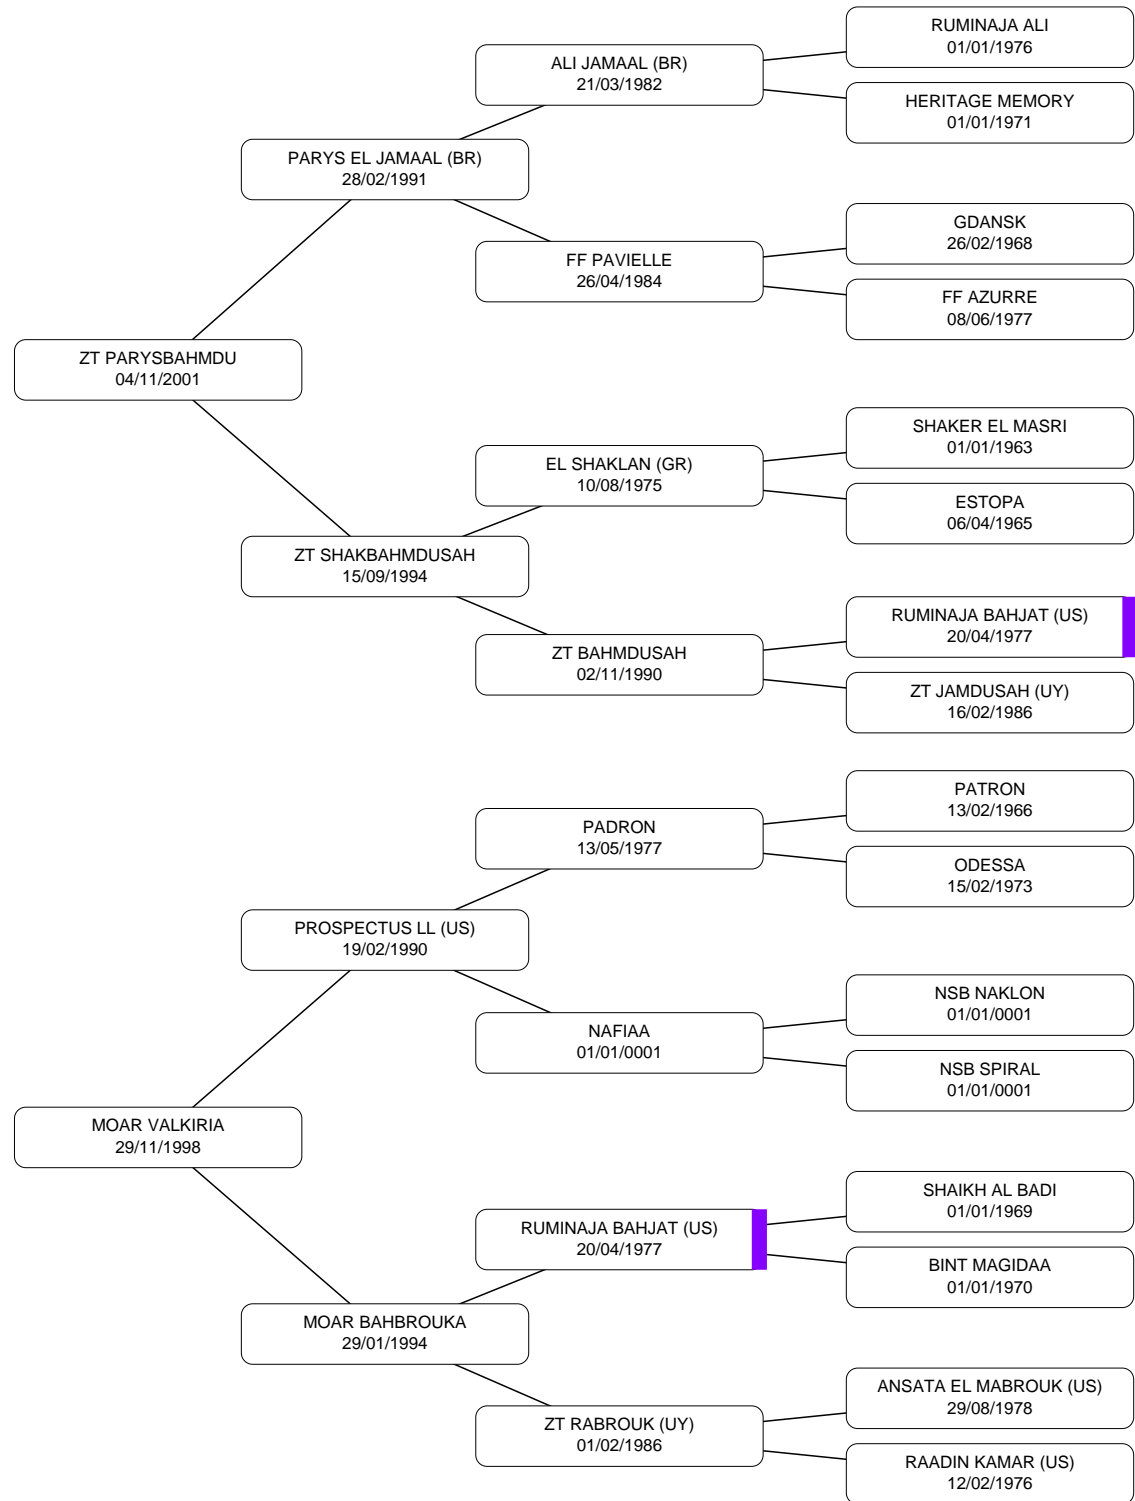 RUMINAJA ALI
01/01/1976
ALI JAMAAL (BR)
21/03/1982
HERITAGE MEMORY
01/01/1971
PARYS EL JAMAAL (BR)
28/02/1991
GDANSK
26/02/1968
FF PAVIELLE
26/04/1984
FF AZURRE
08/06/1977
ZT PARYSBAHMDU
04/11/2001
SHAKER EL MASRI
01/01/1963
EL SHAKLAN (GR)
10/08/1975
ESTOPA
06/04/1965
ZT SHAKBAHMDUSAH
15/09/1994
RUMINAJA BAHJAT (US)
20/04/1977
ZT BAHMDUSAH
02/11/1990
ZT JAMDUSAH (UY)
16/02/1986
PATRON
13/02/1966
PADRON
13/05/1977
ODESSA
15/02/1973
PROSPECTUS LL (US)
19/02/1990
NSB NAKLON
01/01/0001
NAFIAA
01/01/0001
NSB SPIRAL
01/01/0001
MOAR VALKIRIA
29/11/1998
SHAIKH AL BADI
01/01/1969
RUMINAJA BAHJAT (US)
20/04/1977
BINT MAGIDAA
01/01/1970
MOAR BAHBROUKA
29/01/1994
ANSATA EL MABROUK (US)
29/08/1978
ZT RABROUK (UY)
01/02/1986
RAADIN KAMAR (US)
12/02/1976